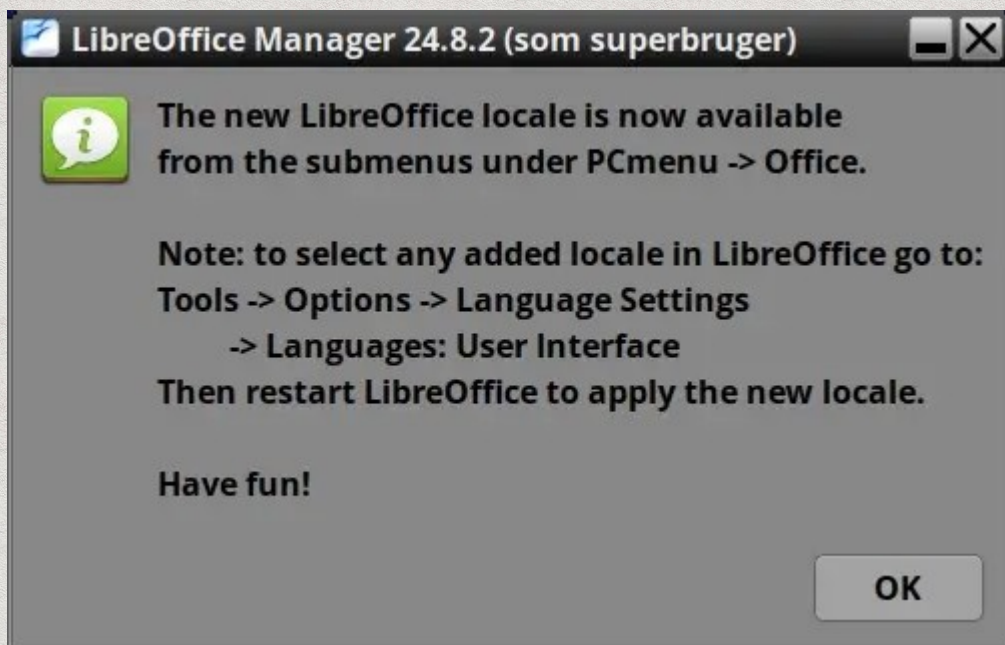 LibreOffice Manager 24.8.2 (som superbruger)
The new LibreOffice locale is now available
from the submenus under PCmenu -> Office.
Note: to select any added locale in LibreOffice go to:
Tools -> Options -> Language Settings
-> Languages: User Interface
Then restart LibreOffice to apply the new locale.
Have fun!
OK